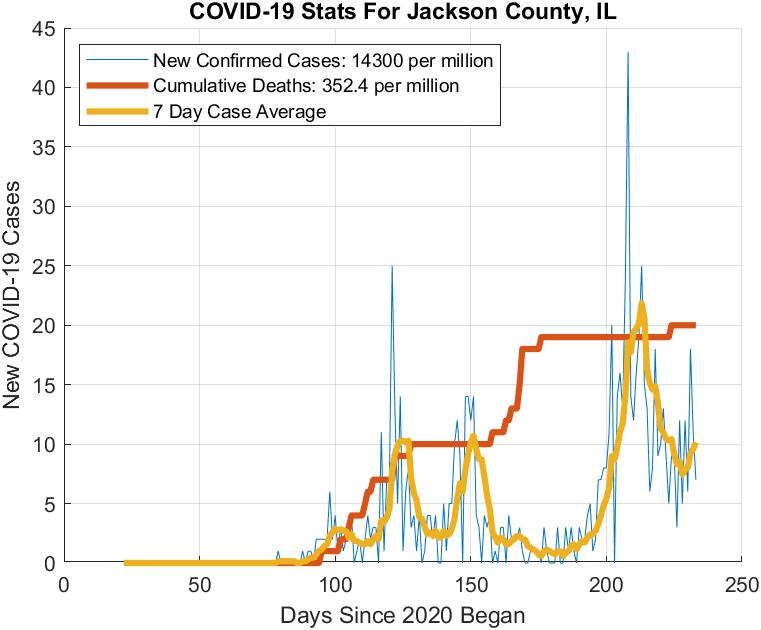 COVID-19 Stats For Jackson County, IL
New Confirmed Cases: 14300 per million
Cumulative Deaths: 352.4 per million
7 Day Case Average
New COVID-19 Cases
45
40
35
30
25
20
15
10
5
0
0 50 100 150 200 250
Days Since 2020 Began